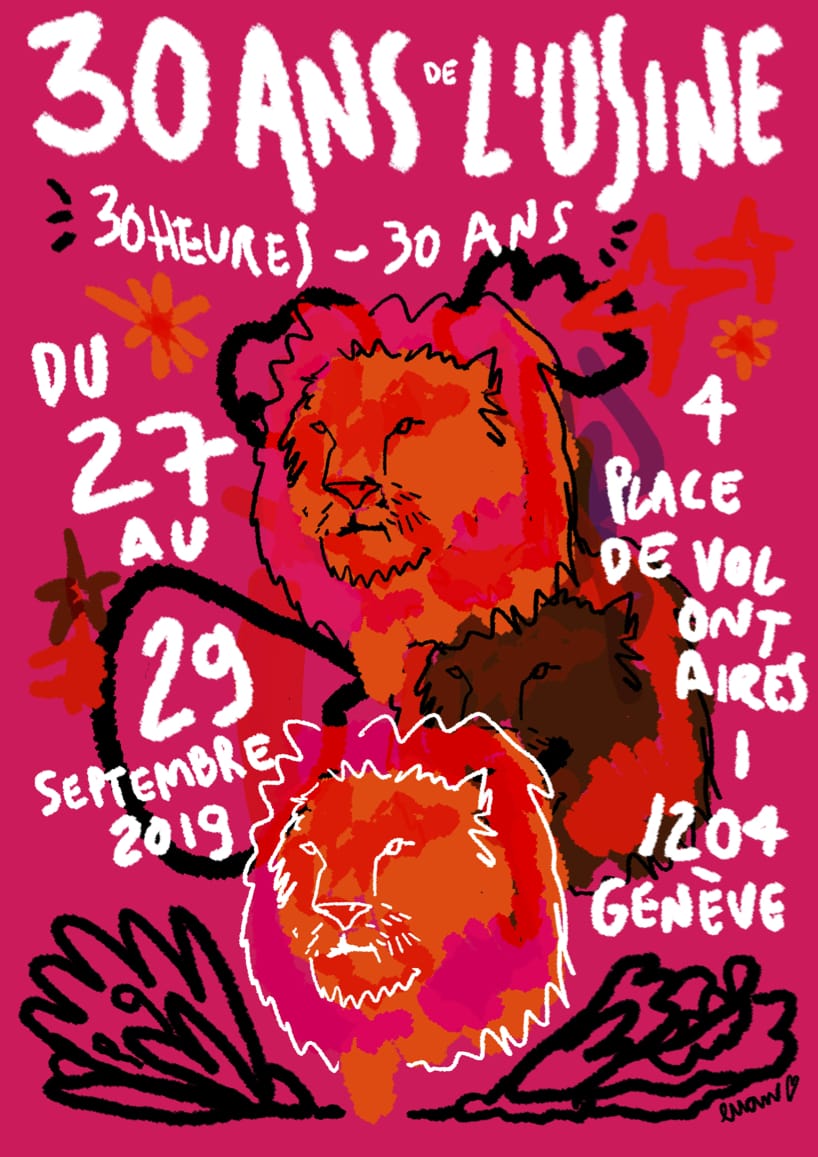 30 ANS DE L'USINE
30 HEURES - 30 ANS
DU
27
AU
29
SEPTEMBRE
2019
4
PLACE
DE VOL
ONT
AIRES
1
1204
GENÈVE